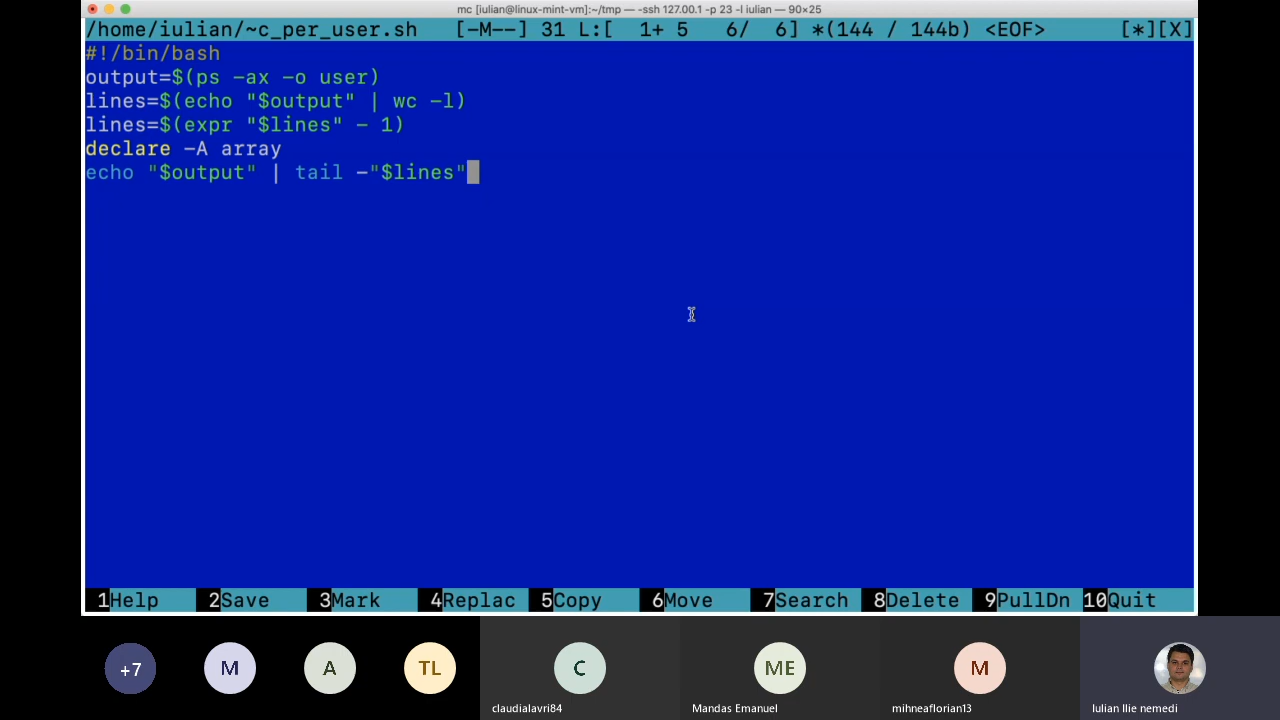 mc [iulian@linux-mint-vm]:~/tmp — -ssh 127.00.1 -p 23 -l iulian — 90×25
/home/iulian/~c_per_user.sh [-M--] 31 L:[ 1+ 5 6/ 6] *(144 / 144b) <EOF> [*][X]
#!/bin/bash
output=$(ps -ax -o user)
lines=$(echo "$output" | wc -l)
lines=$(expr "$lines" - 1)
declare -A array
echo "$output" | tail -"$lines"
1Help 2Save 3Mark 4Replac 5Copy 6Move 7Search 8Delete 9PullDn 10Quit
+7 M A TL C ME M
claudialavri84 Mandas Emanuel mihneaflorian13 Iulian Ilie nemedi